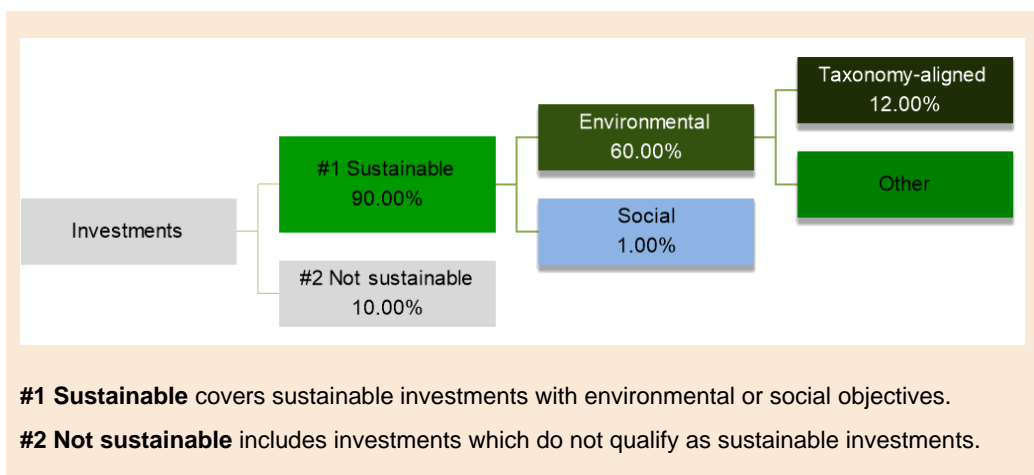 Taxonomy-aligned
12.00%
Environmental
60.00%
#1 Sustainable
90.00%
Other
Social
1.00%
Investments
#2 Not sustainable
10.00%
#1 Sustainable covers sustainable investments with environmental or social objectives.
#2 Not sustainable includes investments which do not qualify as sustainable investments.